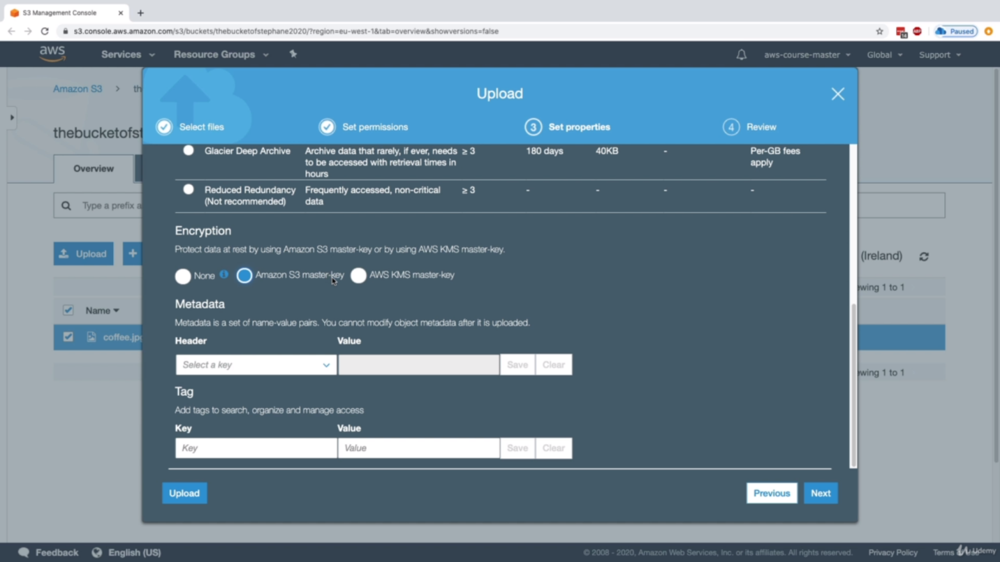 S3 Management Console
s3.console.aws.amazon.com/s3/buckets/thebucketofstephane2020/?region=eu-west-1&tab=overview&showversions=false
14
ABP
Paused
aws
Services
Resource Groups
aws-course-master
Global
Support
Amazon S3 > th
thebucketofst
Overview
Type a prefix a
Upload
(Ireland)
ewing 1 to 1
Name
coffee.jpg
ewing 1 to 1
Upload
Select files
Set permissions
3 Set properties
4 Review
Glacier Deep Archive
Archive data that rarely, if ever, needs
to be accessed with retrieval times in
hours
≥ 3
180 days
40KB
-
Per-GB fees
apply
Reduced Redundancy
(Not recommended)
Frequently accessed, non-critical
data
≥ 3
-
-
-
-
Encryption
Protect data at rest by using Amazon S3 master-key or by using AWS KMS master-key.
None
Amazon S3 master-key
AWS KMS master-key
Metadata
Metadata is a set of name-value pairs. You cannot modify object metadata after it is uploaded.
Header Value
Select a key
Save Clear
Tag
Add tags to search, organize and manage access
Key Value
Key Value Save Clear
Upload
Previous Next
Feedback
English (US)
© 2008 - 2020, Amazon Web Services, Inc. or its affiliates. All rights reserved.
Privacy Policy
Terms
Udemy